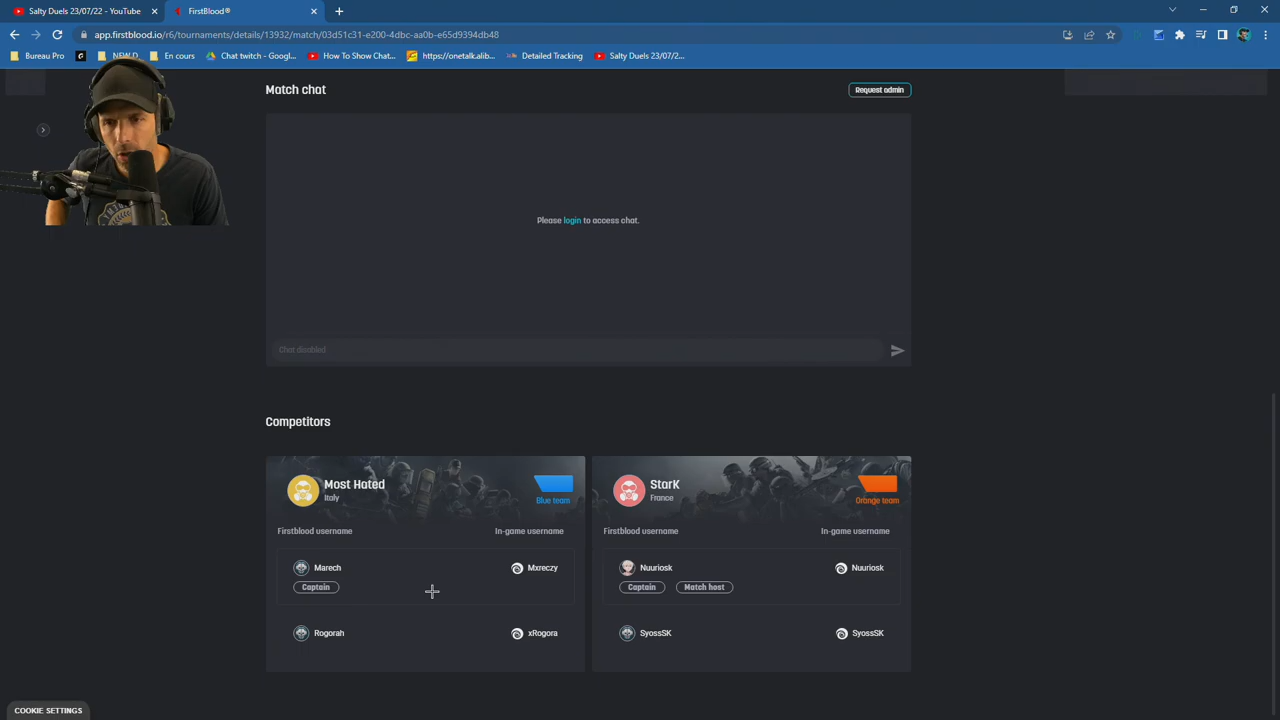 Salty Duels 23/07/22 - YouTube
FirstBlood®
app.firstblood.io/r6/tournaments/details/13932/match/03d51c31-e200-4dbc-aa0b-e65d9394db48
Bureau Pro
En cours
Chat twitch - Googl...
How To Show Chat...
https://onetalk.alib...
Detailed Tracking
Salty Duels 23/07/2...
Match chat
Request admin
Please login to access chat.
Chat disabled
Competitors
Most Hated
Italy
Blue team
Firstblood username In-game username
Marech Mxreczy
Captain
Rogorah xRogora
StarK
France
Orange team
Firstblood username In-game username
Nuuriosk Nuuriosk
Captain Match host
SyossSK SyossSK
COOKIE SETTINGS